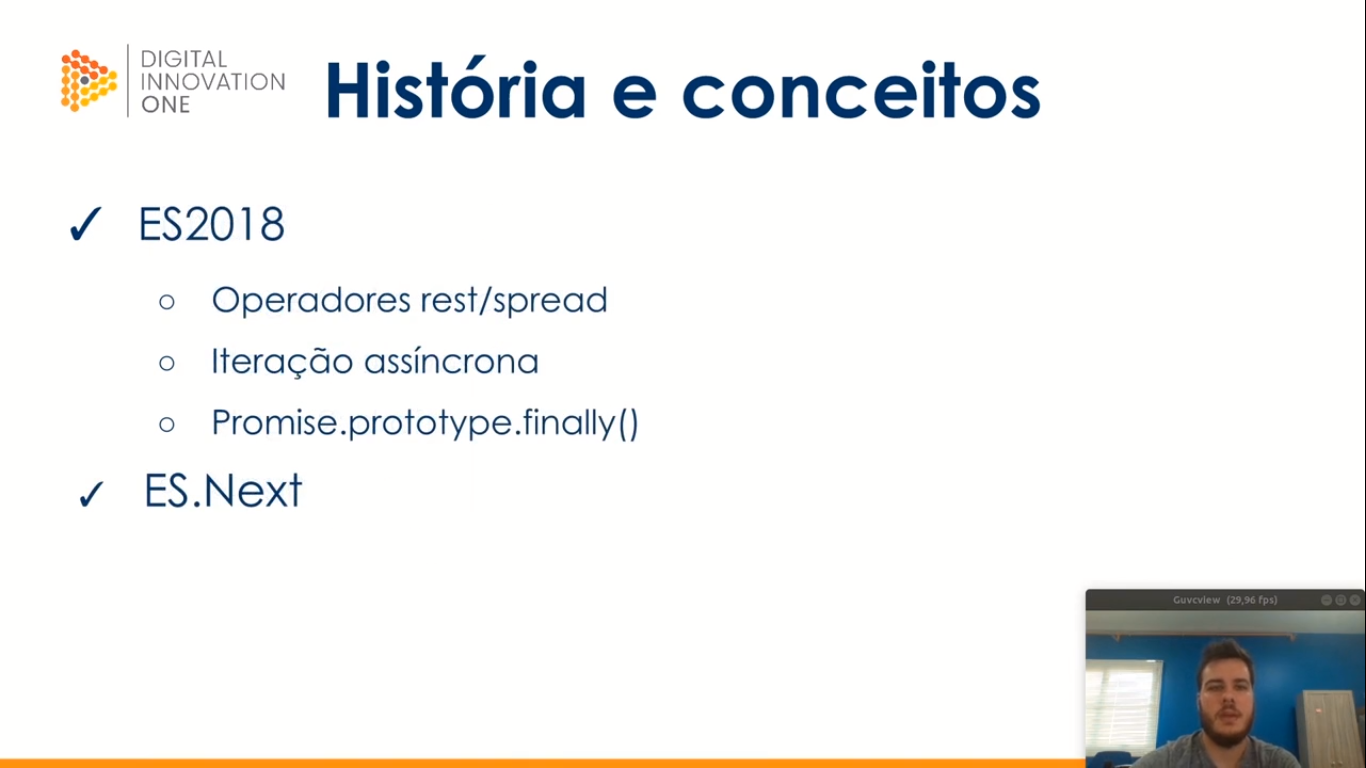 DIGITAL
INNOVATION
ONE
História e conceitos
✓ ES2018
○ Operadores rest/spread
○ Iteração assíncrona
○ Promise.prototype.finally()
✓ ES.Next
Guvcview (29,96 fps)